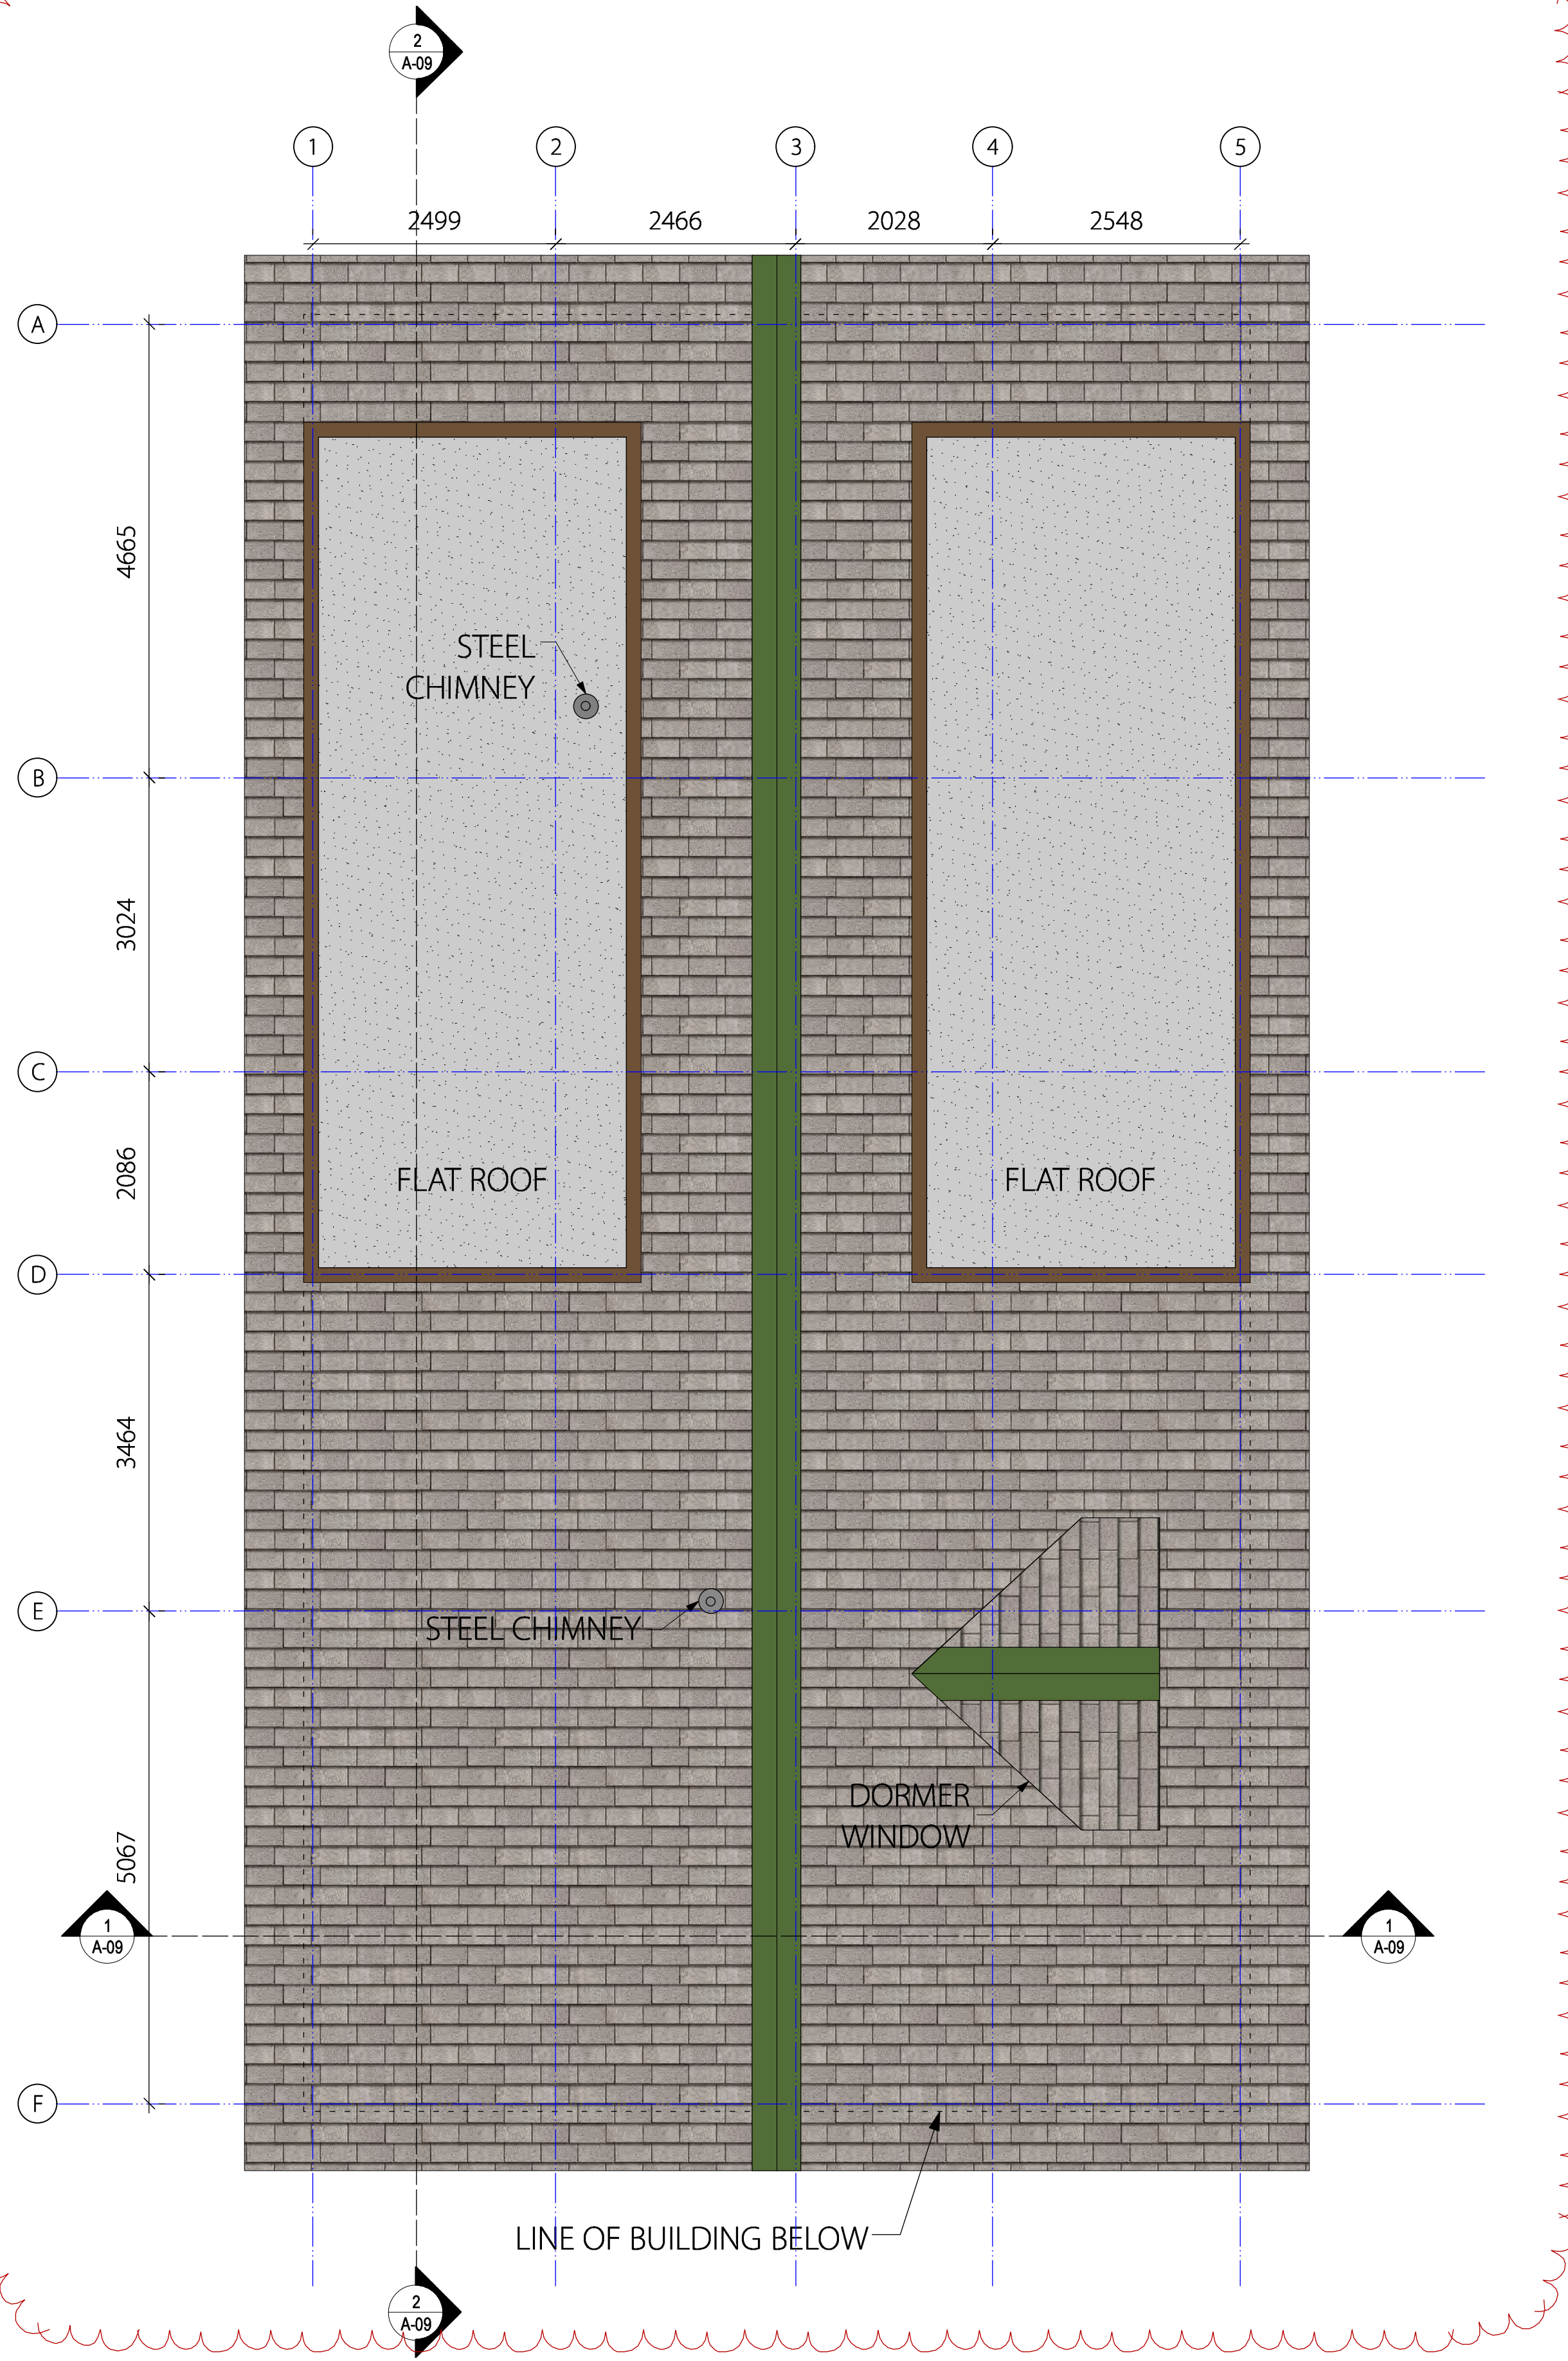 2
A-09
1
2
3
4
5
2499
2466
2028
2548
A
4665
STEEL
CHIMNEY
B
3024
C
2086
FLAT ROOF
FLAT ROOF
D
3464
E
STEEL CHIMNEY
DORMER
WINDOW
5067
1
A-09
1
A-09
F
LINE OF BUILDING BELOW
2
A-09